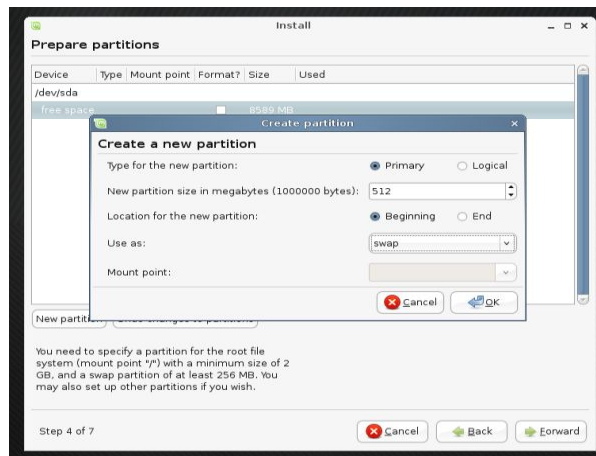 Install
Prepare partitions
Device Type Mount point Format? Size Used
/dev/sda
free space 8589 MB
Create partition
Create a new partition
Type for the new partition: Primary Logical
New partition size in megabytes (1000000 bytes): 512
Location for the new partition: Beginning End
Use as: swap
Mount point:
Cancel OK
New partiti
You need to specify a partition for the root file
system (mount point "/") with a minimum size of 2
GB, and a swap partition of at least 256 MB. You
may also set up other partitions if you wish.
Step 4 of 7 Cancel Back Forward